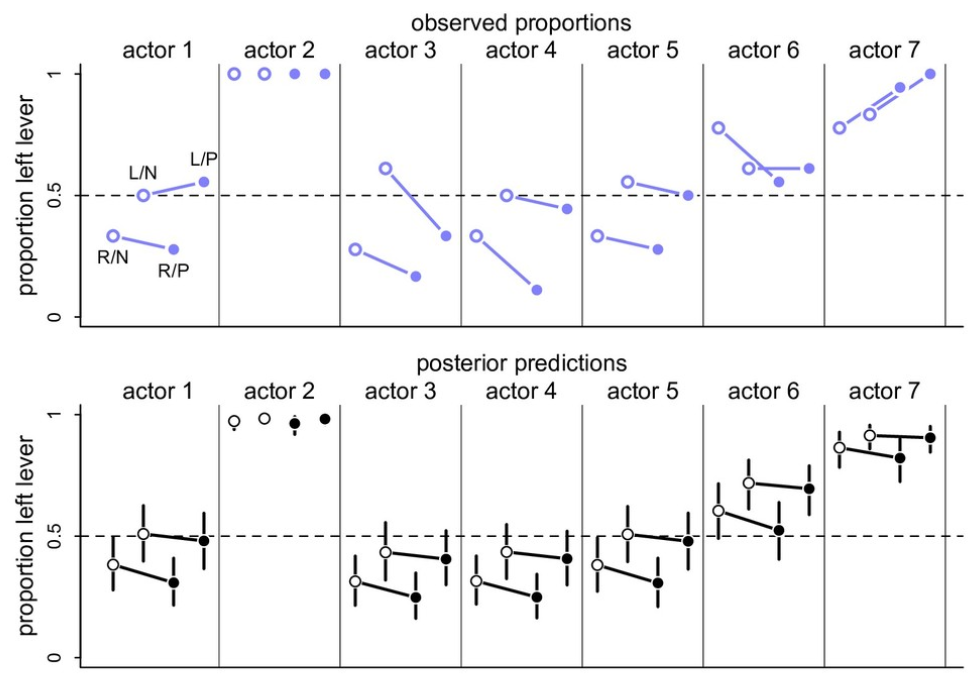 observed proportions
actor 1 actor 2 actor 3 actor 4 actor 5 actor 6 actor 7
proportion left lever
1
0.5
0
L/N
L/P
R/N
R/P
posterior predictions
actor 1 actor 2 actor 3 actor 4 actor 5 actor 6 actor 7
proportion left lever
1
0.5
0